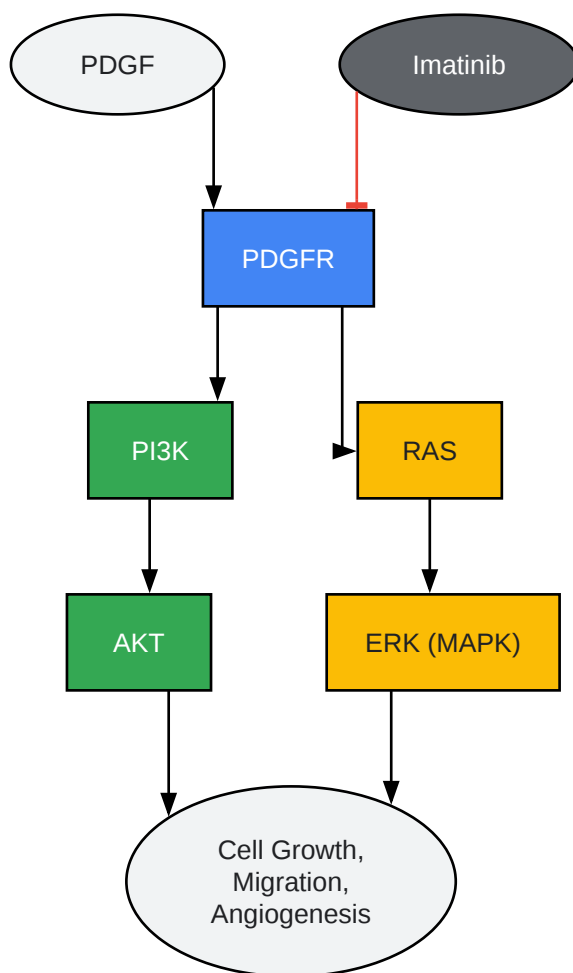 PDGF
Imatinib
PDGFR
PI3K
RAS
AKT
ERK (MAPK)
Cell Growth,
Migration,
Angiogenesis